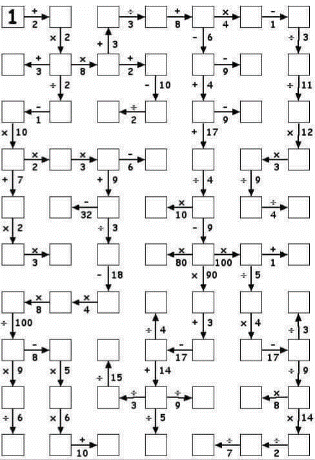 1 + 2 ÷ 3 + 8 × 4 - 1
× 2 + 3 - 6 ÷ 3
+ 3 × 8 + 2 - 9
÷ 2 - 10 + 4 ÷ 11
- 1 ÷ 2 - 9
× 10 + 17 × 12
× 2 × 3 - 6 × 3
+ 7 + 9 ÷ 4 ÷ 9
- 32 × 10 ÷ 4
× 2 ÷ 3 - 9
× 3 × 80 × 100 + 1
- 18 × 90 ÷ 5
× 8 × 4
÷ 100 ÷ 4 + 3 × 4 ÷ 3
- 8 - 17 - 17
× 9 × 5 ÷ 15 + 14 ÷ 9
÷ 3 ÷ 9 × 8
÷ 6 × 6 ÷ 5 × 14
+ 10 ÷ 7 ÷ 2